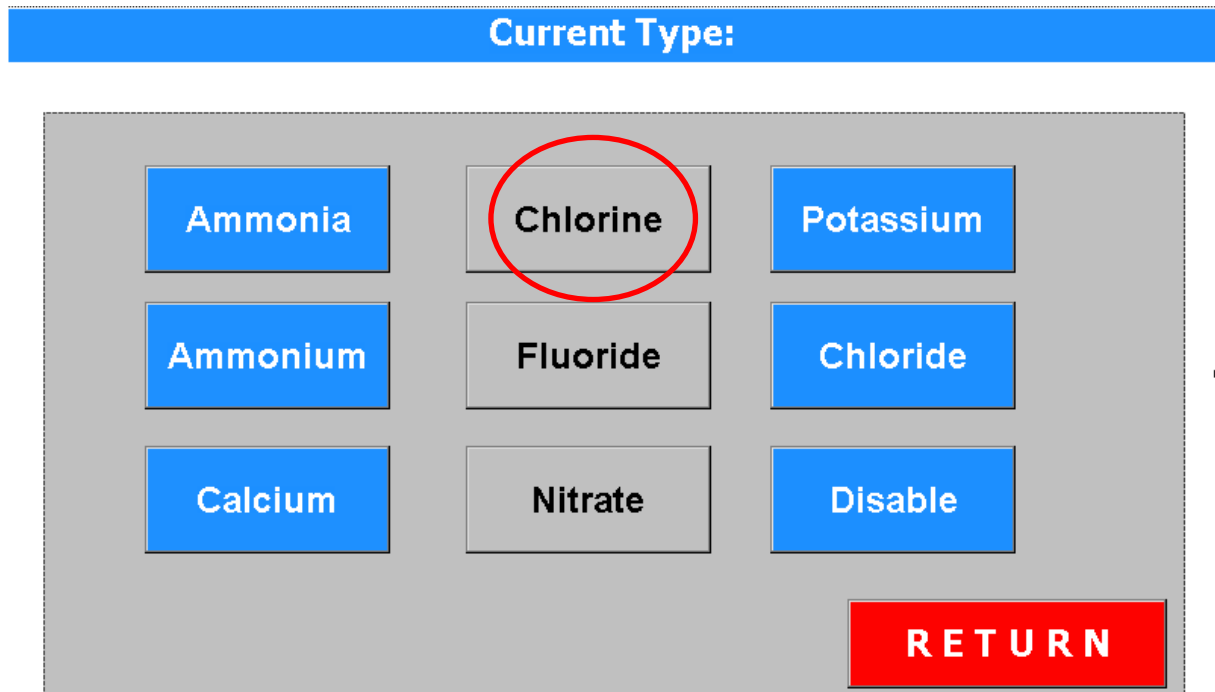 Current Type:
Ammonia Chlorine Potassium
Ammonium Fluoride Chloride
Calcium Nitrate Disable
RETURN